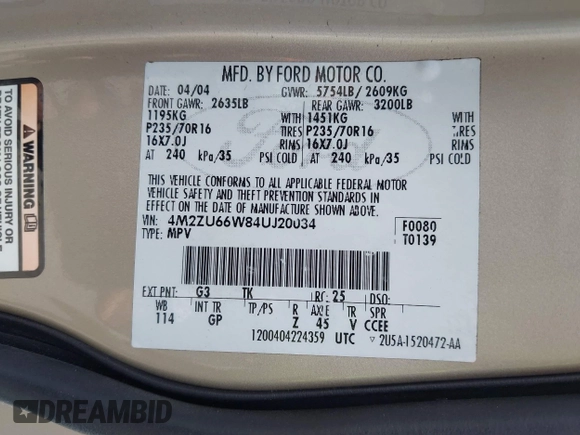 MFD. BY FORD MOTOR CO.
DATE: 04/04 GVWR: 5754LB/ 2609KG
FRONT GAWR: 2635LB REAR GAWR: 3200LB
1195KG WITH 1451KG WITH
P235/70R16 TIRES P235/70R16 TIRES
16X7.0J RIMS 16X7.0J RIMS
AT 240 kPa/35 PSI COLD AT 240 kPa/35 PSI COLD
THIS VEHICLE CONFORMS TO ALL APPLICABLE FEDERAL MOTOR
VEHICLE SAFETY AND THEFT PREVENTION STANDARDS IN
EFFECT ON THE DATE OF MANUFACTURE SHOWN ABOVE.
VIN: 4M2ZU66W84UJ20034 F0080
TYPE: MPV T0139
EXT PNT: G3 TK RC: 25 DSO:
WB INT TR TP/PS R AXLE TR SPR
114 GP Z 45 V CCEE
1200404224359 UTC 2U5A-1520472-AA
TO AVOID SERIOUS
INJURY OR
Ford
DREAMBID